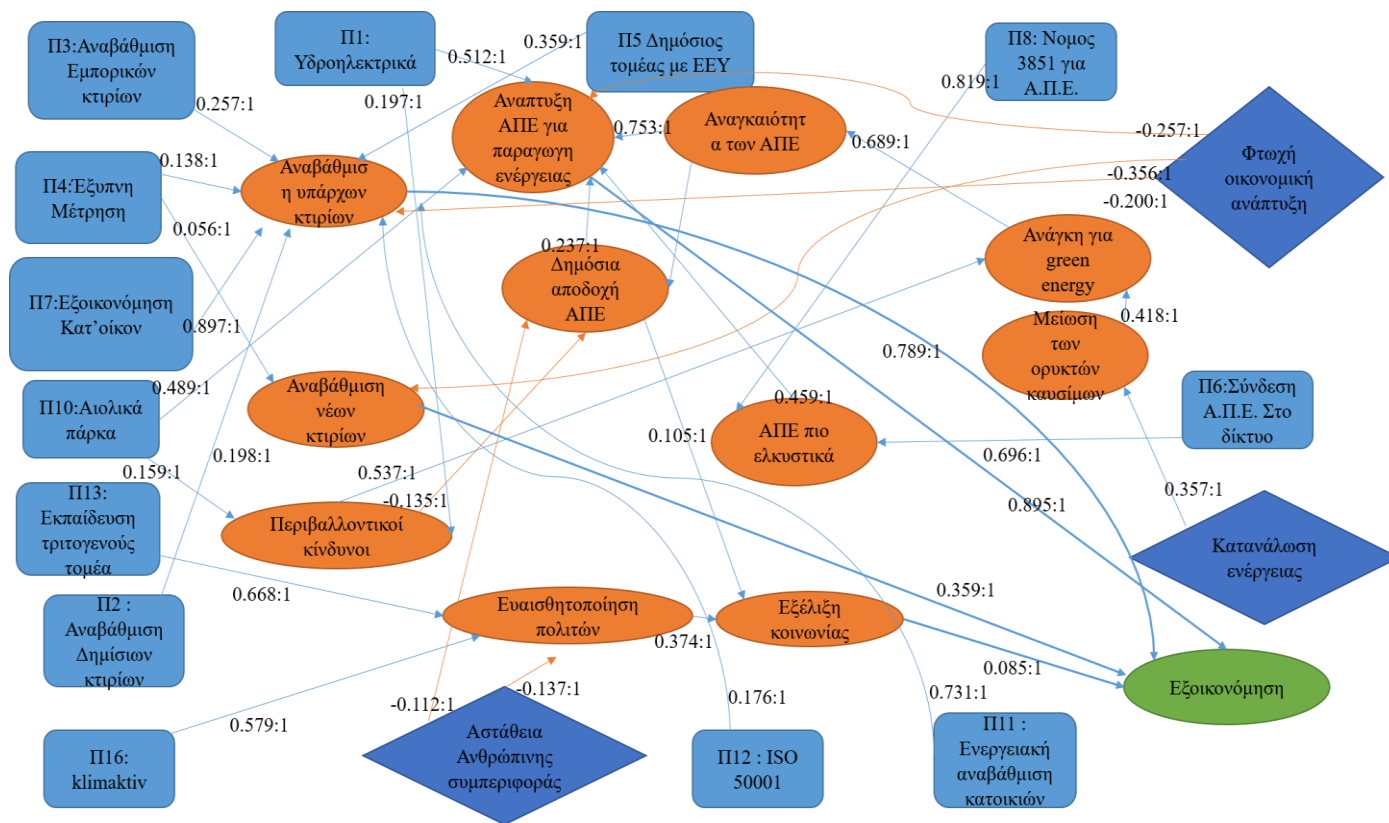 Π3:Αναβάθμιση
Εμπορικών
κτιρίων
Π1:
Υδροηλεκτρικά
0.359:1
0.512:1
Π5 Δημόσιος
τομέας με ΕΕΥ
Π8: Νομος
3851 για
Α.Π.Ε.
0.257:1
0.197:1
0.819:1
Αναπτυξη
ΑΠΕ για
παραγωγη
ενέργειας
0.753:1
Αναγκαιότητ
α των ΑΠΕ
0.689:1
-0.257:1
Φτωχή
οικονομική
ανάπτυξη
-0.356:1
-0.200:1
0.138:1
Π4:Έξυπνη
Μέτρηση
Αναβάθμισ
η υπάρχων
κτιρίων
0.056:1
0.237:1
Δημόσια
αποδοχή
ΑΠΕ
Ανάγκη για
green
energy
0.418:1
Π7:Εξοικονόμηση
Κατ’οίκον
0.897:1
Μείωση
των
ορυκτών
καυσίμων
0.789:1
0.489:1
Π10:Αιολικά
πάρκα
Αναβάθμιση
νέων
κτιρίων
0.459:1
ΑΠΕ πιο
ελκυστικά
Π6:Σύνδεση
Α.Π.Ε. Στο
δίκτυο
0.105:1
0.198:1
0.696:1
0.159:1
0.537:1
-0.135:1
0.895:1
0.357:1
Π13:
Εκπαίδευση
τριτογενούς
τομέα
Περιβαλλοντικοί
κίνδυνοι
Κατανάλωση
ενέργειας
0.668:1
0.359:1
Π2 :
Αναβάθμιση
Δημίσιων
κτιρίων
Ευαισθητοποίηση
πολιτών
0.374:1
Εξέλιξη
κοινωνίας
0.085:1
Εξοικονόμηση
-0.137:1
-0.112:1
0.176:1
0.731:1
0.579:1
Π16:
klimaktiv
Αστάθεια
Ανθρώπινης
συμπεριφοράς
Π12 : ISO
50001
Π11 :
Ενεργειακή
αναβάθμιση
κατοικιών